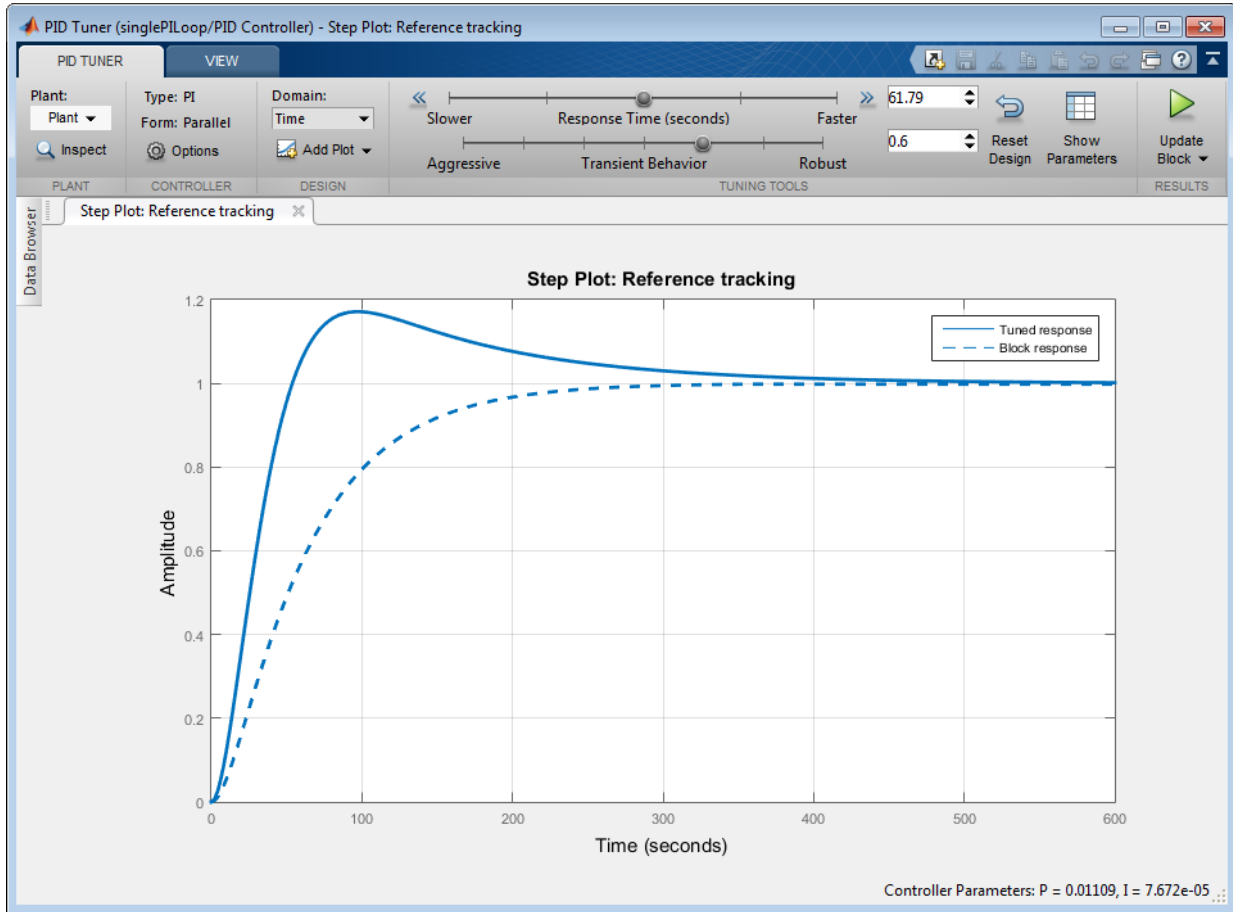 PID Tuner (singlePILoop/PID Controller) - Step Plot: Reference tracking
PID TUNER VIEW
Plant:
Plant
Inspect
PLANT
Type: PI
Form: Parallel
Options
CONTROLLER
Domain:
Time
Add Plot
DESIGN
Slower Response Time (seconds) Faster 61.79
Aggressive Transient Behavior Robust 0.6
Reset
Design
Show
Parameters
TUNING TOOLS
Update
Block
RESULTS
Data Browser
Step Plot: Reference tracking
Step Plot: Reference tracking
Tuned response
Block response
Amplitude
1.2
1
0.8
0.6
0.4
0.2
0
0 100 200 300 400 500 600
Time (seconds)
Controller Parameters: P = 0.01109, I = 7.672e-05